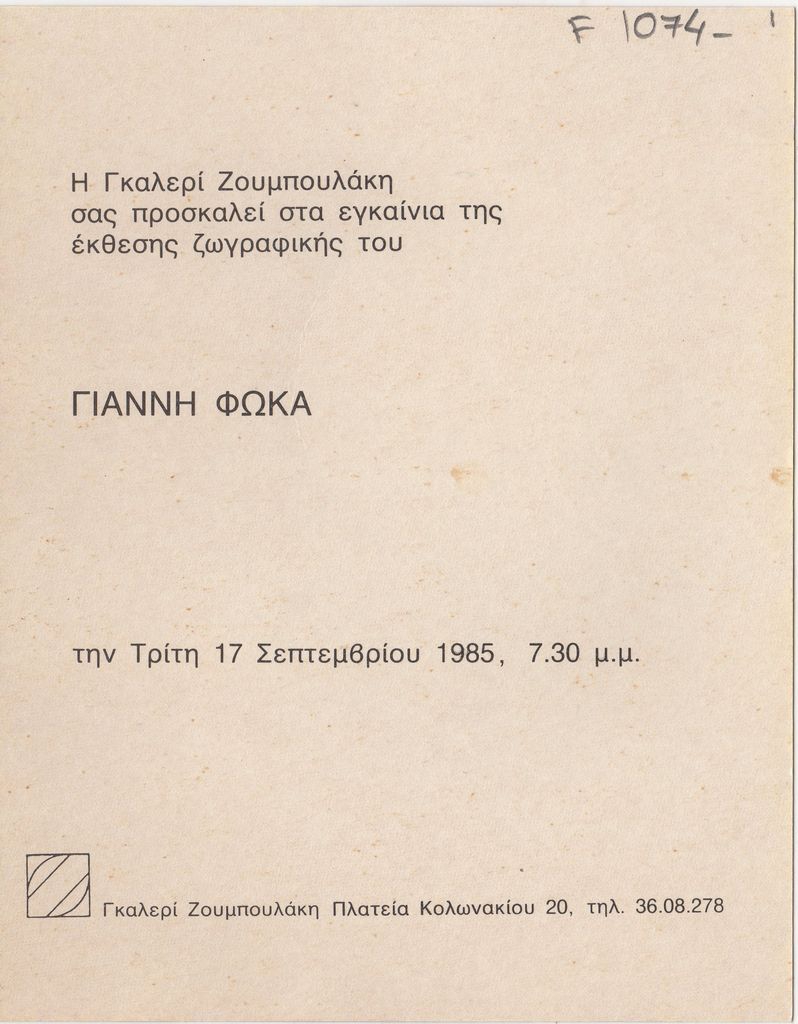 F 1074- 1
Η Γκαλερί Ζουμπουλάκη
σας προσκαλεί στα εγκαίνια της
έκθεσης ζωγραφικής του
ΓΙΑΝΝΗ ΦΩΚΑ
την Τρίτη 17 Σεπτεμβρίου 1985, 7.30 μ.μ.
Γκαλερί Ζουμπουλάκη Πλατεία Κολωνακίου 20, τηλ. 36.08.278